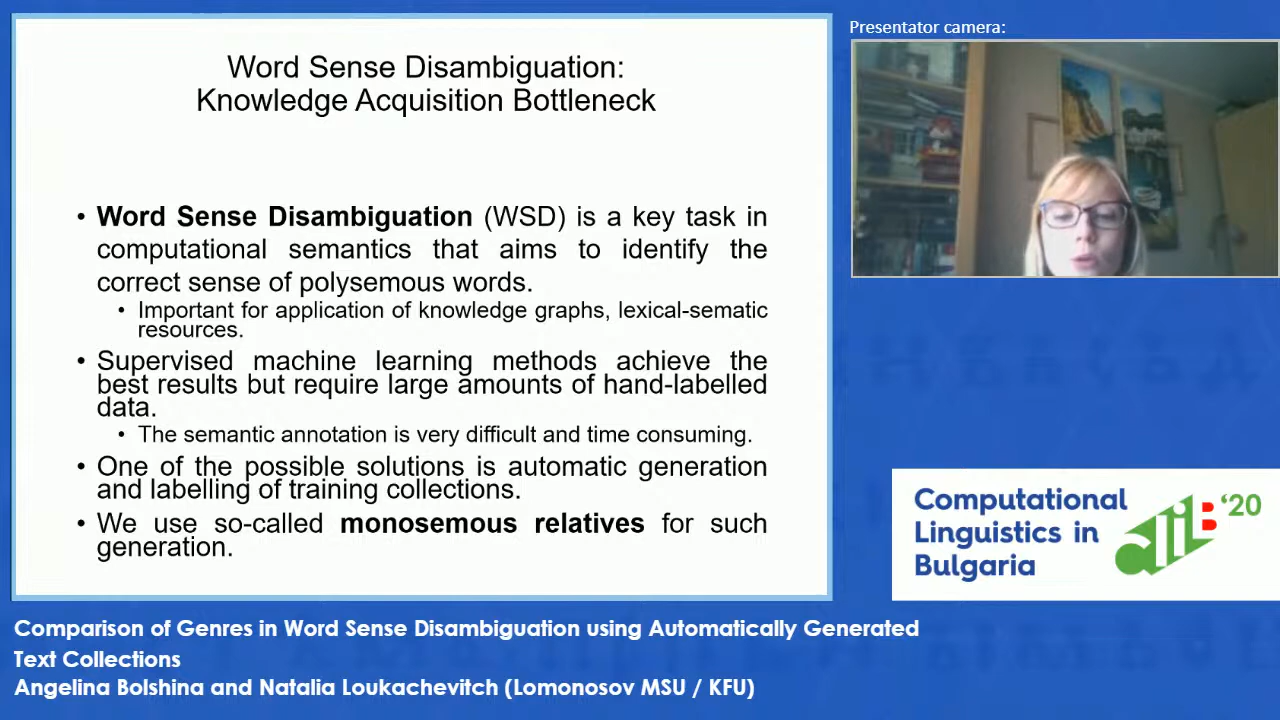 Presentator camera:
Word Sense Disambiguation:
Knowledge Acquisition Bottleneck
• Word Sense Disambiguation (WSD) is a key task in
computational semantics that aims to identify the
correct sense of polysemous words.
• Important for application of knowledge graphs, lexical-sematic
resources.
• Supervised machine learning methods achieve the
best results but require large amounts of hand-labelled
data.
• The semantic annotation is very difficult and time consuming.
• One of the possible solutions is automatic generation
and labelling of training collections.
• We use so-called monosemous relatives for such
generation.
Computational
Linguistics in
Bulgaria
clIB '20
Comparison of Genres in Word Sense Disambiguation using Automatically Generated
Text Collections
Angelina Bolshina and Natalia Loukachevitch (Lomonosov MSU / KFU)